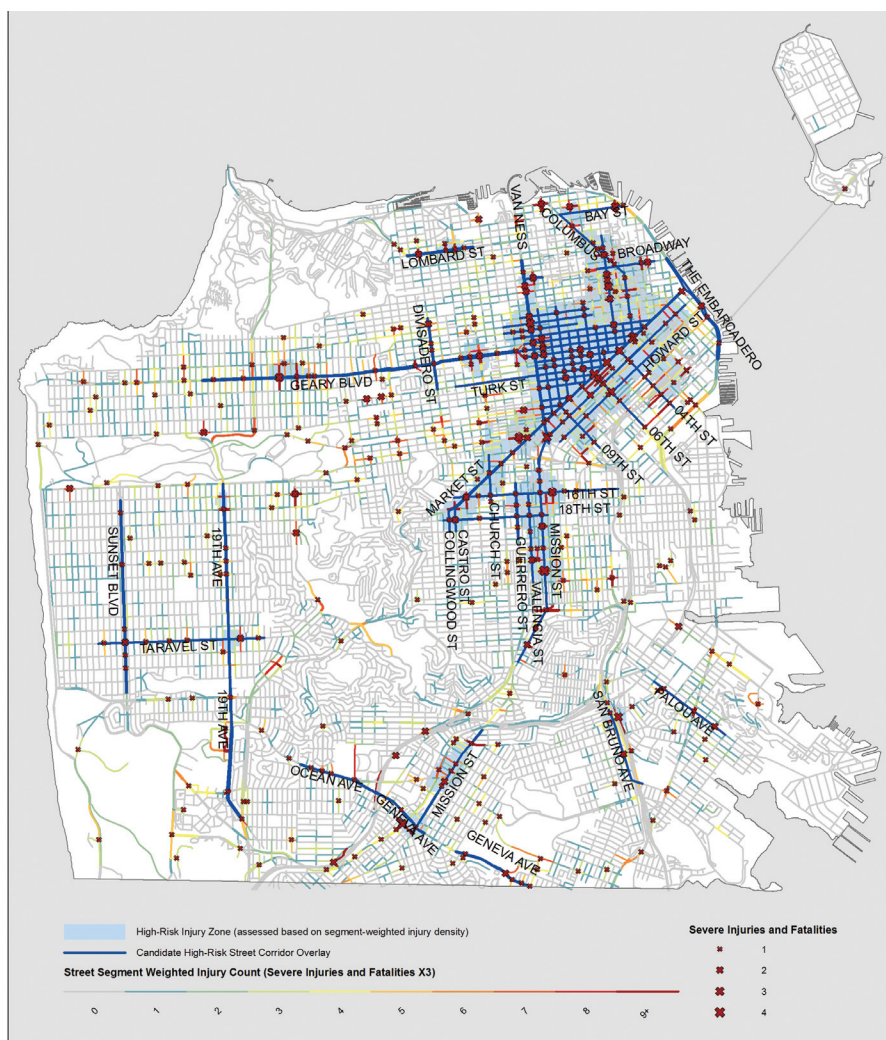 VAN NESS
BAY ST
COLUMBUS
BROADWAY
LOMBARD ST
THE EMBARCADERO
DIVISADERO ST
HOWARD ST
GEARY BLVD
TURK ST
04TH ST
06TH ST
09TH ST
MARKET ST
16TH ST
18TH ST
SUNSET BLVD
19TH AVE
CHURCH ST
CASTRO ST
COLLINGWOOD ST
GUERRERO ST
MISSION ST
VALENCIA ST
TARAVEL ST
19TH AVE
SAN BRUNO AVE
PALOU AVE
OCEAN AVE
MISSION ST
GENEVA AVE
GENEVA AVE
High-Risk Injury Zone (assessed based on segment-weighted injury density)
Candidate High-Risk Street Corridor Overlay
Street Segment Weighted Injury Count (Severe Injuries and Fatalities X3)
0 1 2 3 4 5 6 7 8 9+
Severe Injuries and Fatalities
1
2
3
4